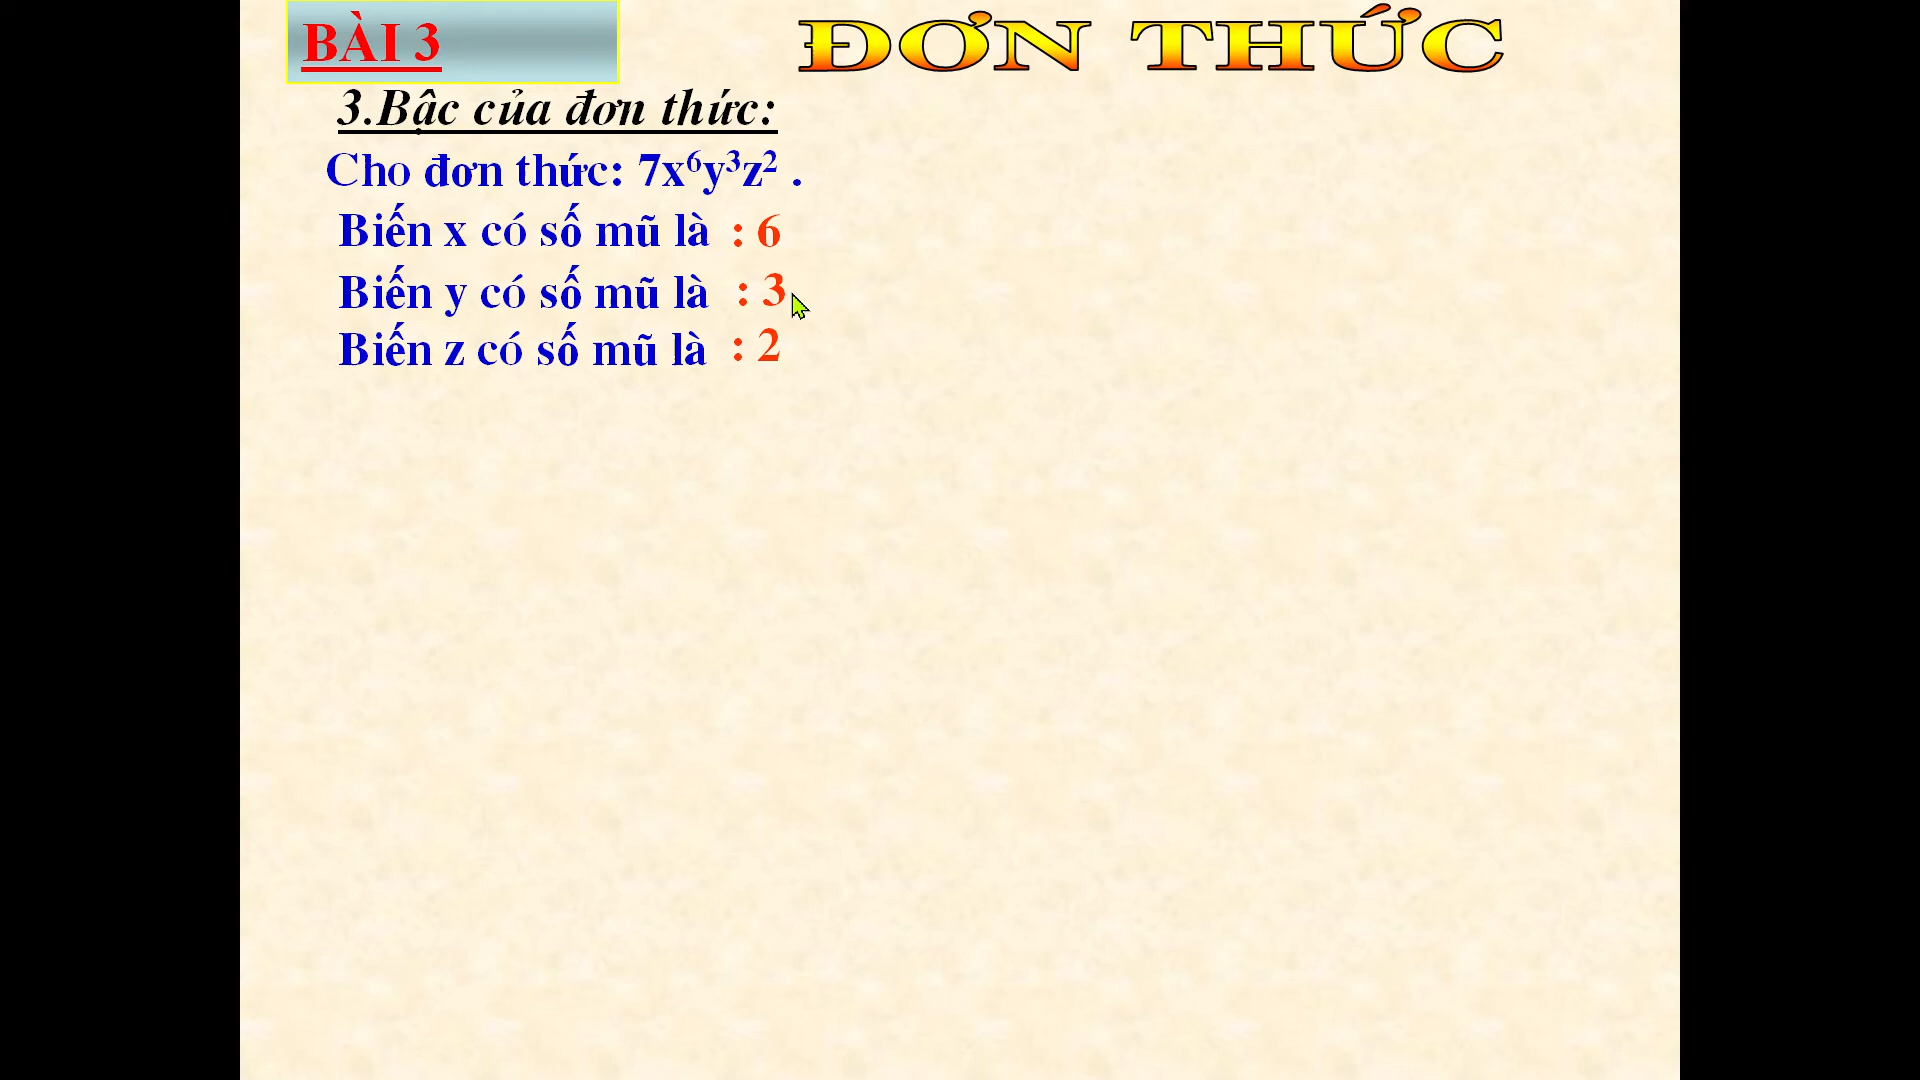 BÀI 3
ĐƠN THỨC
3.Bậc của đơn thức:
Cho đơn thức: 7x⁶y³z² .
Biến x có số mũ là : 6
Biến y có số mũ là : 3
Biến z có số mũ là : 2